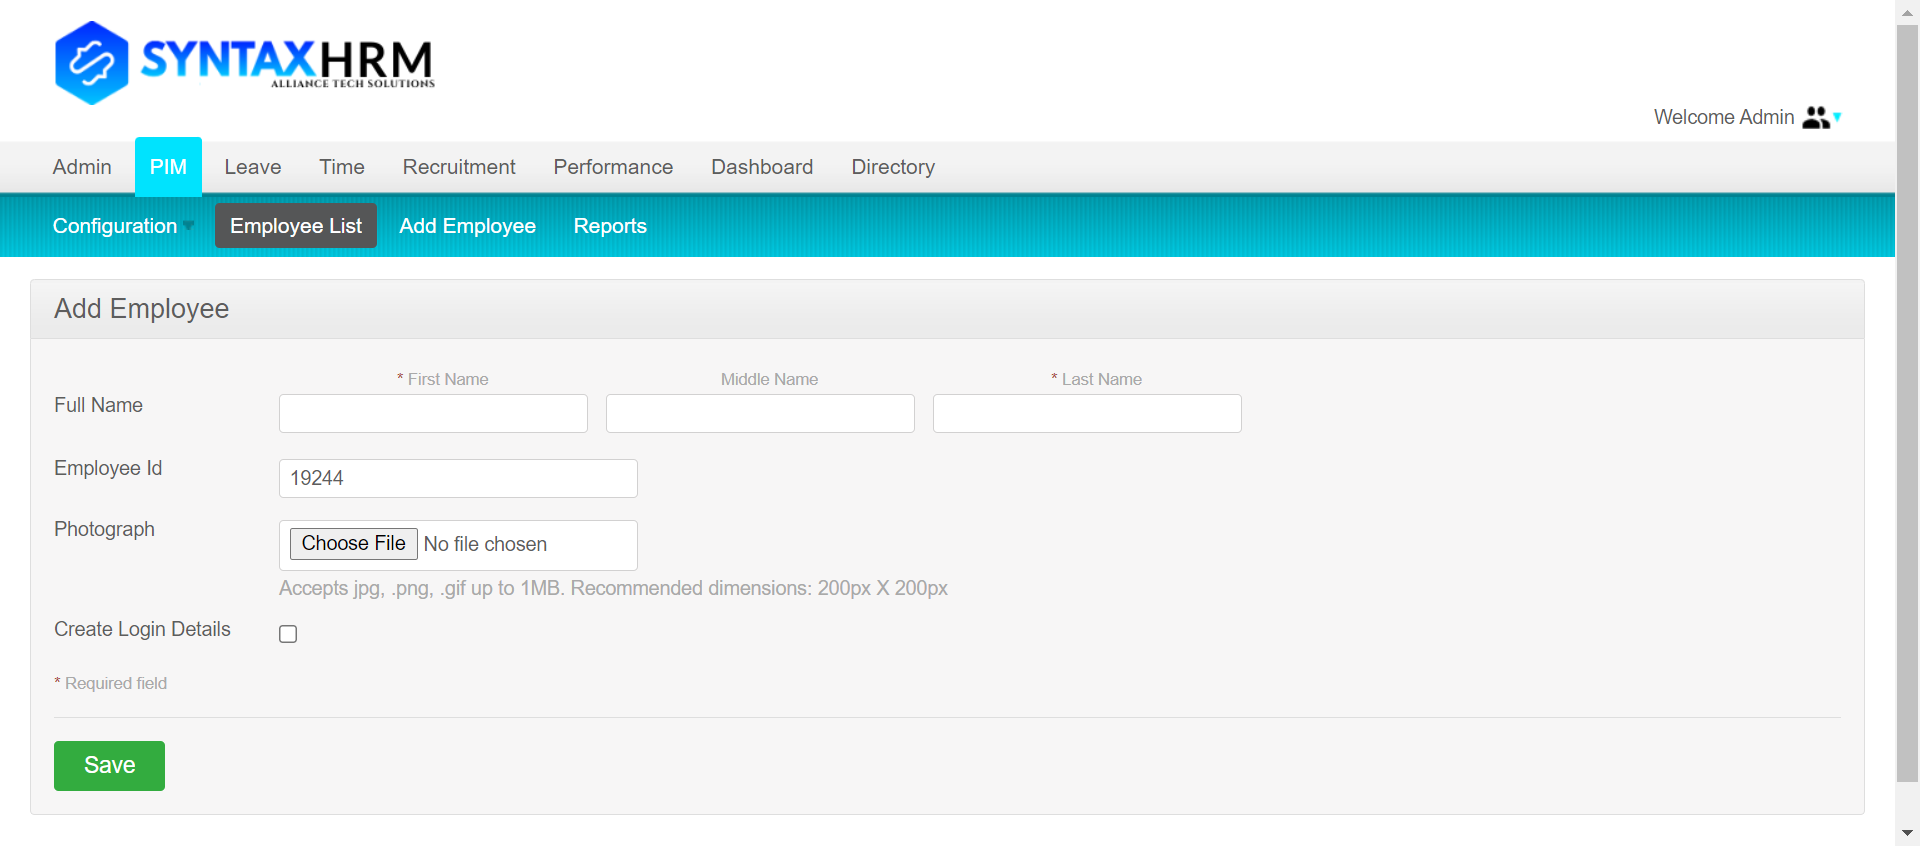 SYNTAXHRM
ALLIANCE TECH SOLUTIONS
Welcome Admin
Admin PIM Leave Time Recruitment Performance Dashboard Directory
Configuration Employee List Add Employee Reports
Add Employee
* First Name Middle Name * Last Name
Full Name
Employee Id 19244
Photograph Choose File No file chosen
Accepts jpg, .png, .gif up to 1MB. Recommended dimensions: 200px X 200px
Create Login Details
* Required field
Save